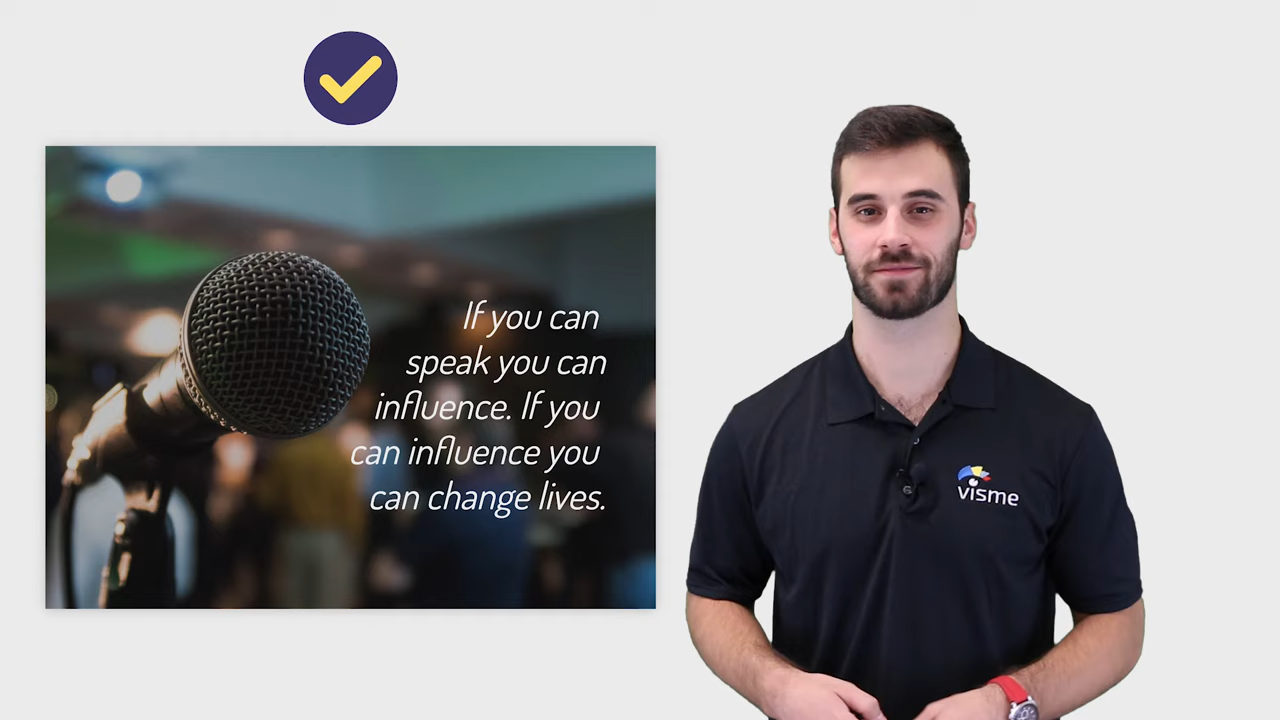 If you can
speak you can
influence. If you
can influence you
can change lives.
visme